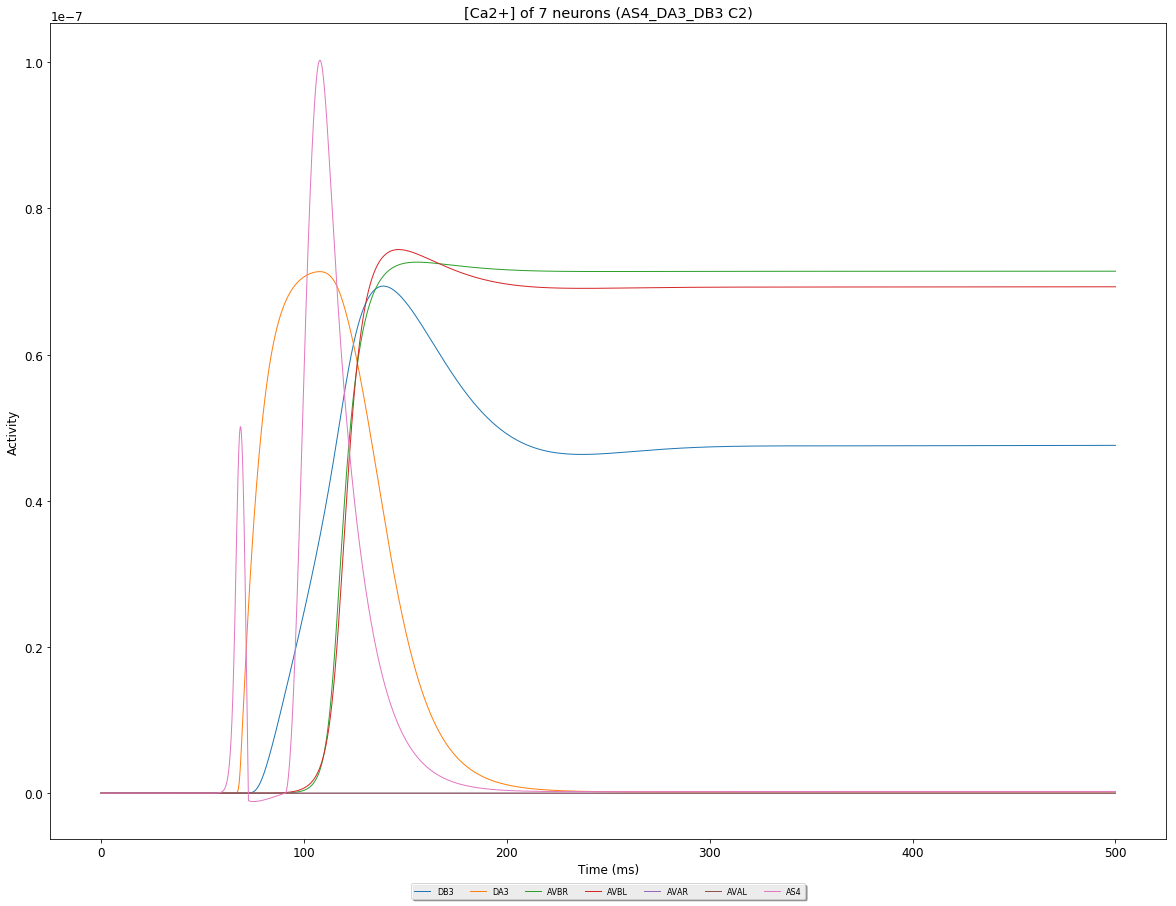 [Ca2+] of 7 neurons (AS4_DA3_DB3 C2)
1e−7
1.0
0.8
0.6
0.4
0.2
0.0
Activity
0 100 200 300 400 500
Time (ms)
DB3 DA3 AVBR AVBL AVAR AVAL AS4